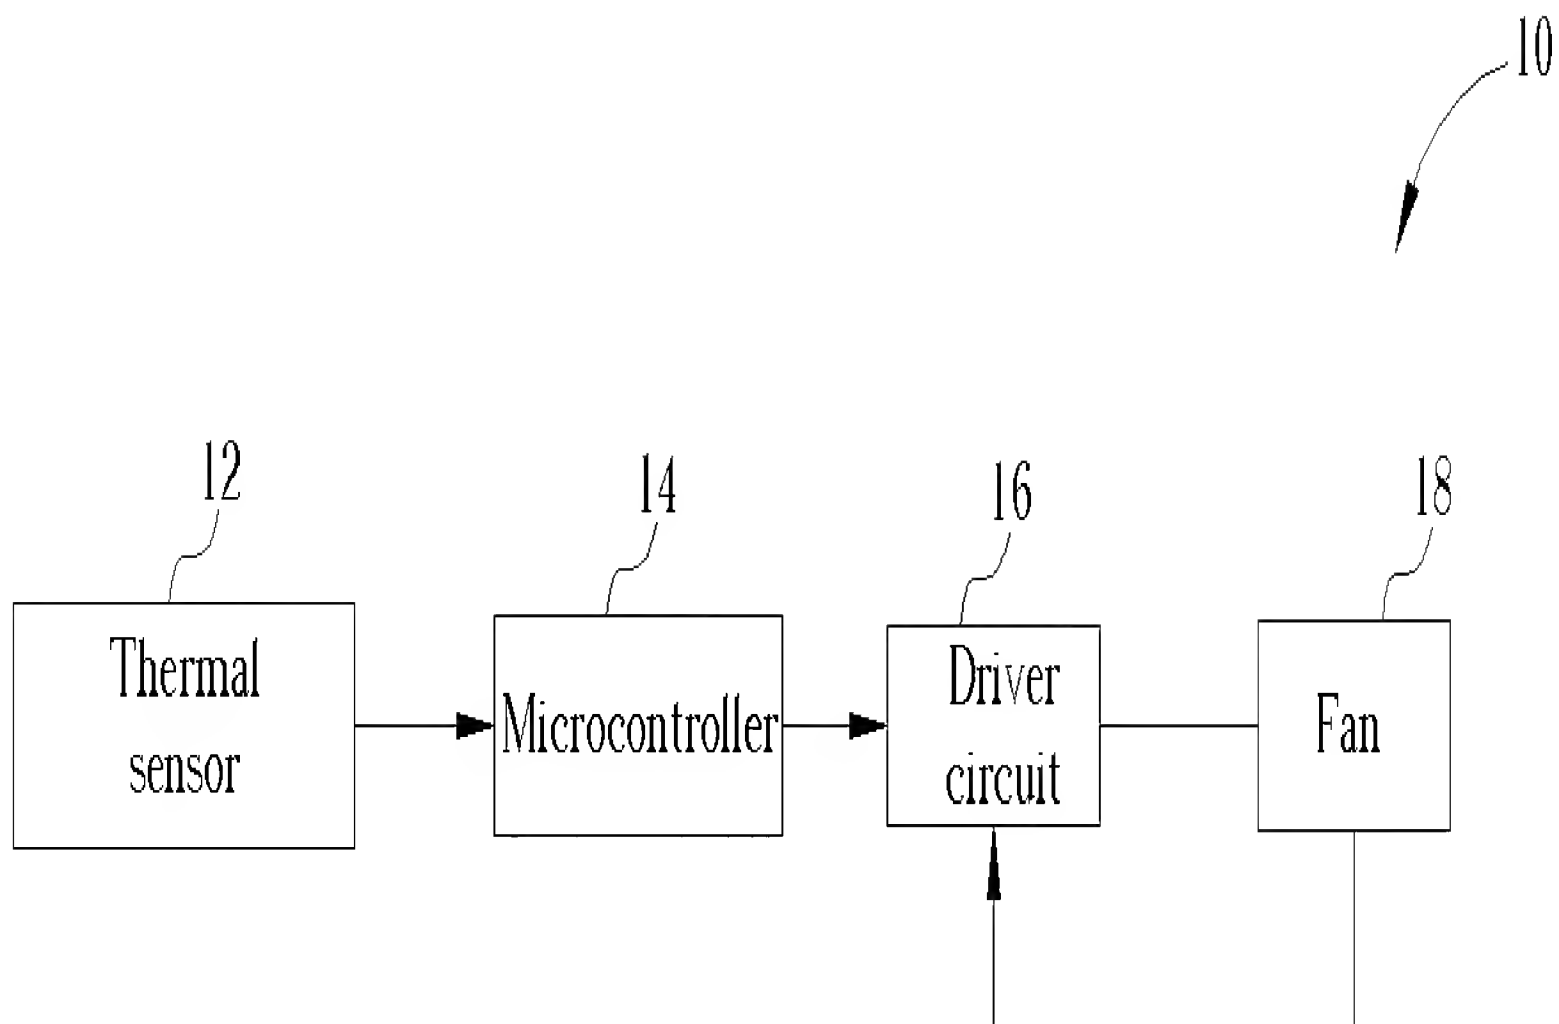 10
12
14
16
18
Thermal
sensor
Microcontroller
Driver
circuit
Fan